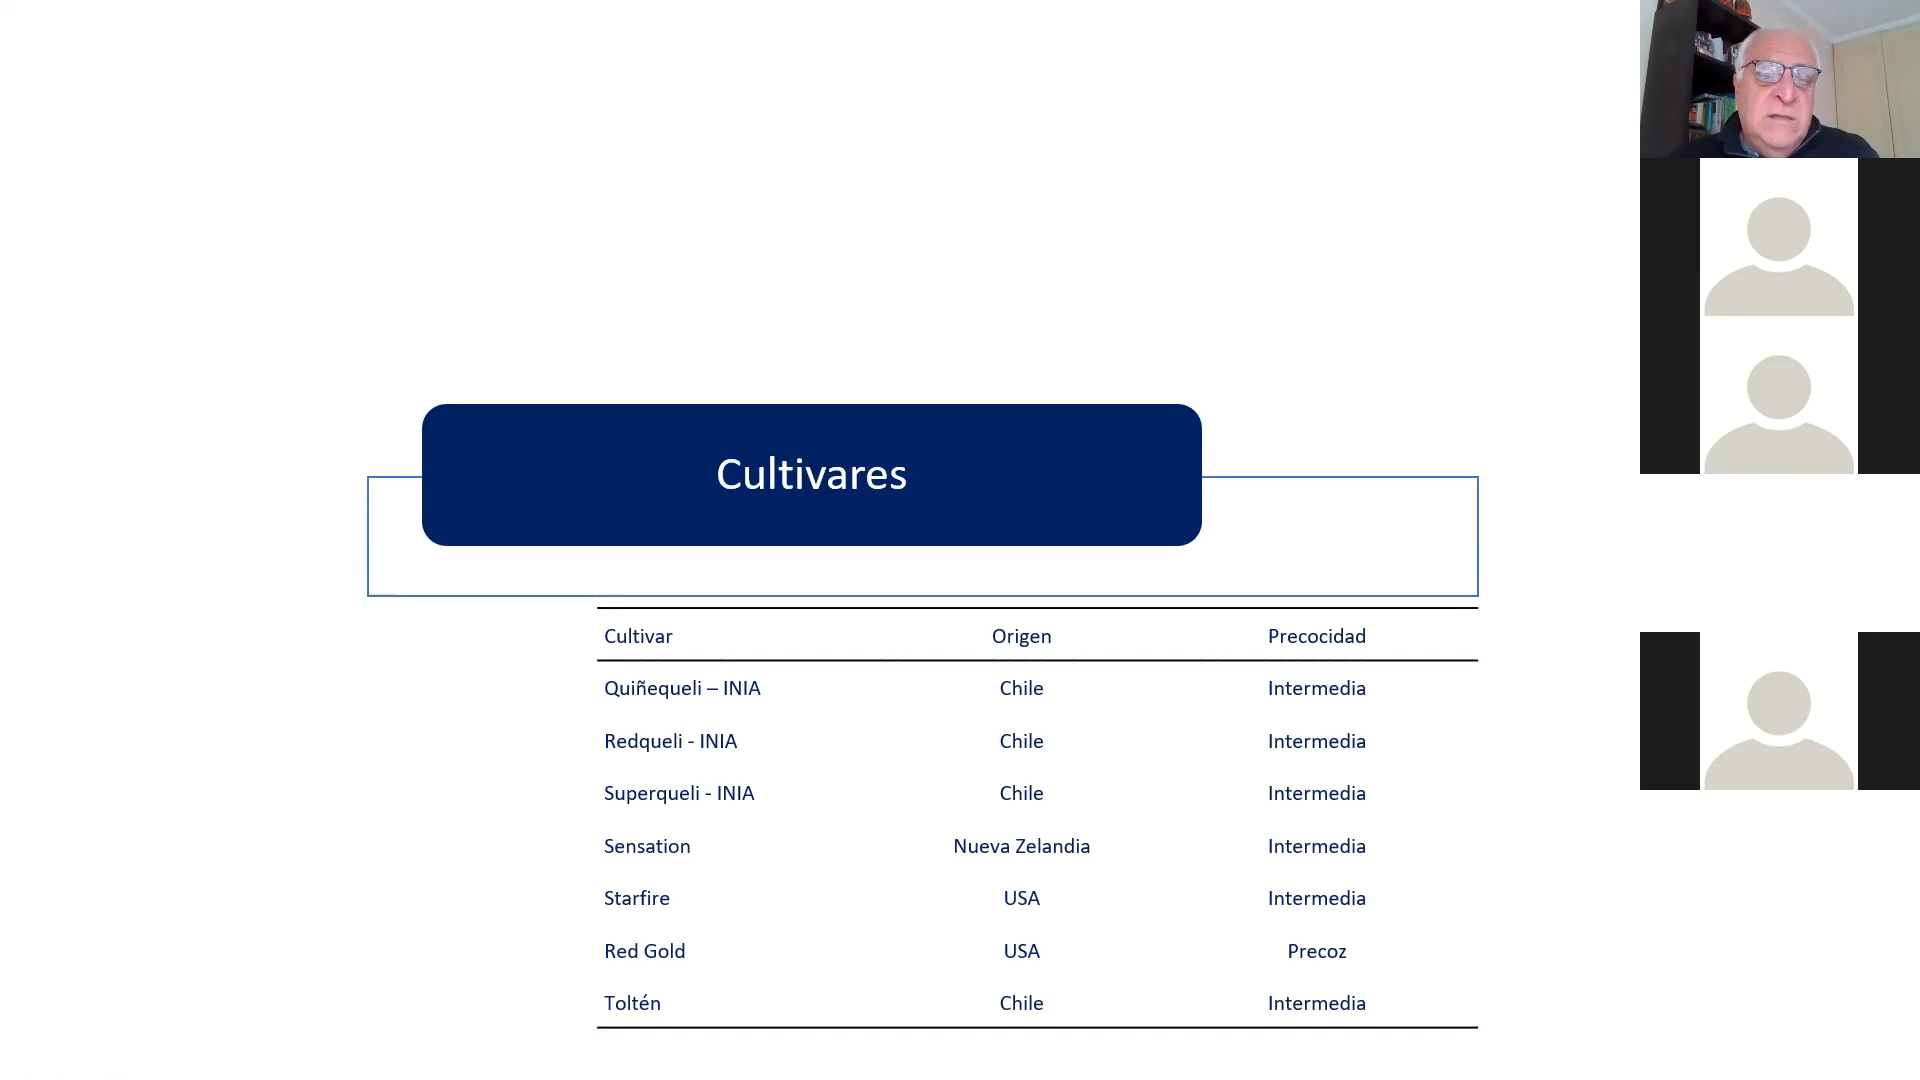 Cultivares
Cultivar Origen Precocidad
Quiñequeli – INIA Chile Intermedia
Redqueli - INIA Chile Intermedia
Superqueli - INIA Chile Intermedia
Sensation Nueva Zelandia Intermedia
Starfire USA Intermedia
Red Gold USA Precoz
Toltén Chile Intermedia